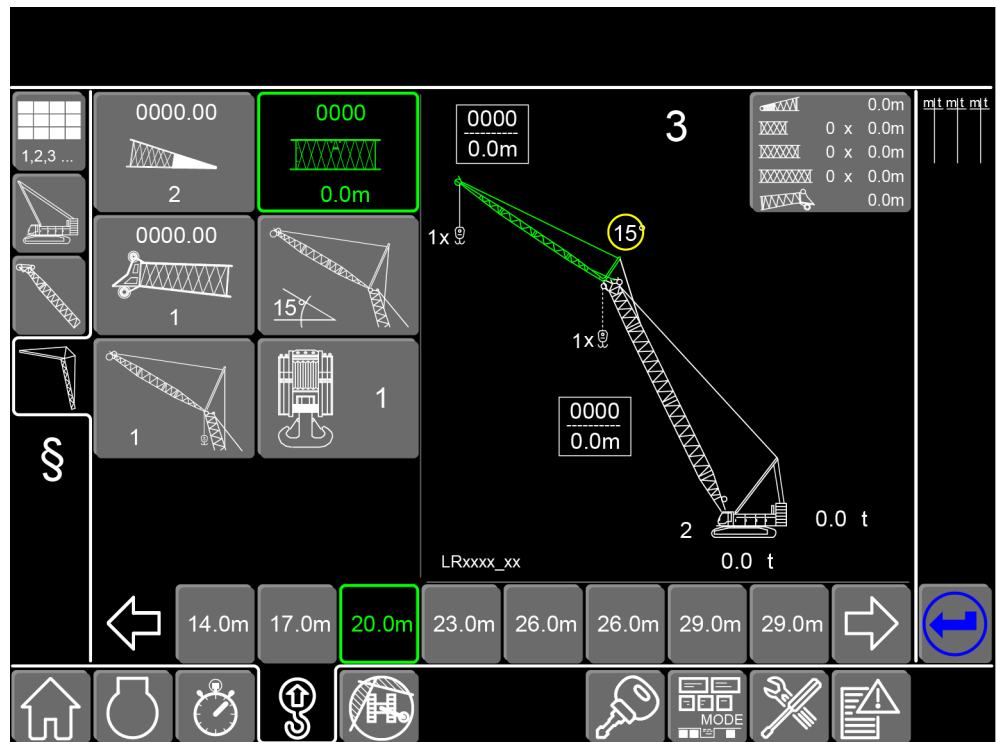 1,2,3 ...
0000.00
2
0000
0.0m
0000.00
1
15°
1
1
§
0000
0.0m
3
0.0m
0 x 0.0m
0 x 0.0m
0 x 0.0m
0.0m
m|t m|t m|t
1x
15°
1x
0000
0.0m
2
0.0 t
0.0 t
LRxxxx_xx
14.0m 17.0m 20.0m 23.0m 26.0m 26.0m 29.0m 29.0m
MODE